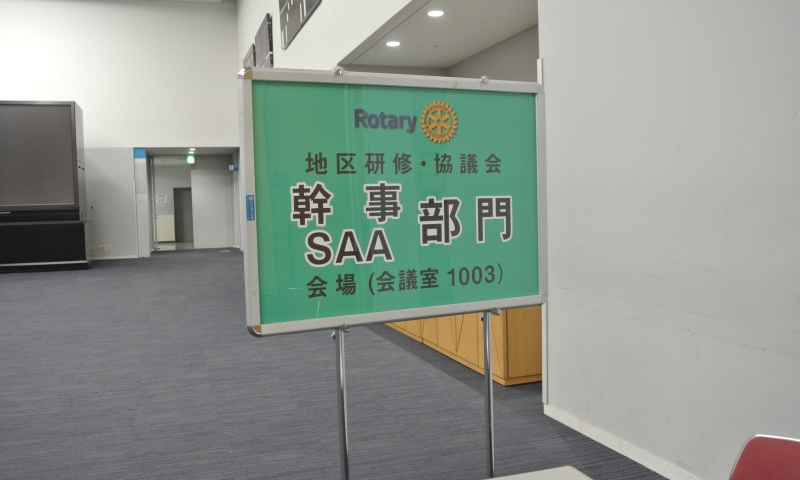 Rotary
地区研修・協議会
幹事 部門
SAA
会場 (会議室 1003)